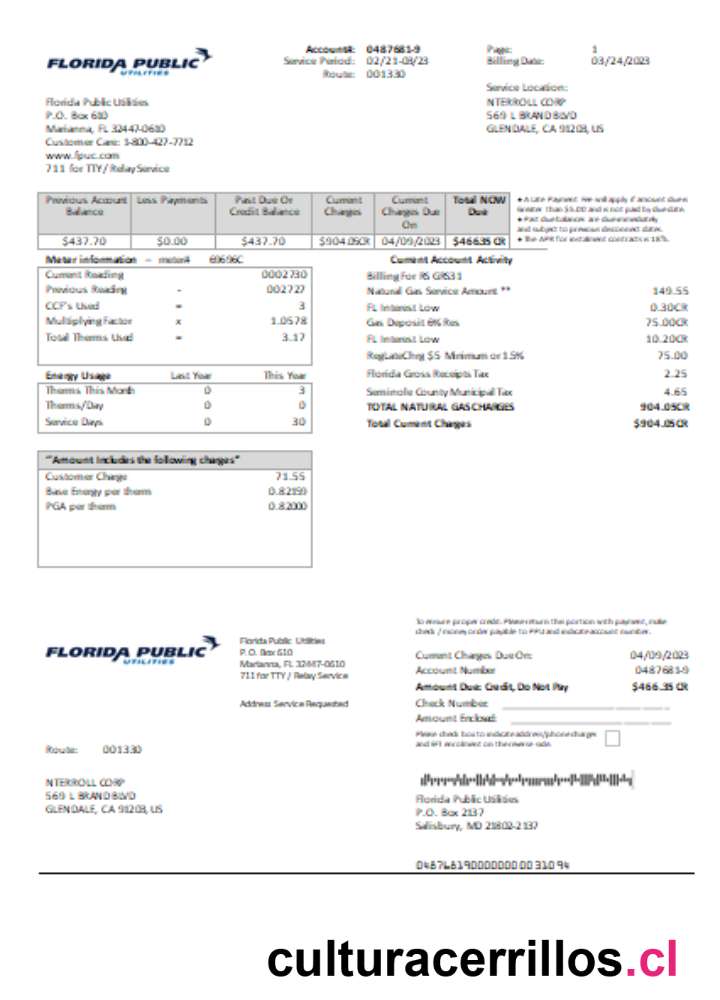 FLORIDA PUBLIC
UTILITIES
Account#: 0487681-9
Service Period: 02/21-03/23
Route: 001330
Page: 1
Billing Date: 03/24/2023
Service Location:
NTERROLL CORP
569 L BRAND BLVD
GLENDALE, CA 91203, US
Florida Public Utilities
P.O. Box 610
Marianna, FL 32447-0610
Customer Care: 1-800-427-7712
www.fpuc.com
711 for TTY/ Relay Service
Previous Account Balance Less Payments Past Due Or Credit Balance Current Charges Current Charges Due On Total NOW Due
$437.70 $0.00 $437.70 $904.05CR 04/09/2023 $466.35 CR
• A Late Payment Fee will apply if amount due is
Greater than $5.00 and is not paid by due date.
• Past due balances are due immediately
and subject to previous disconnect dates.
• The APR for instalment contracts is 18%.
Meter information – meter# 69696C
Current Reading 0002730
Previous Reading - 002727
CCF's Used = 3
Multiplying Factor x 1.0578
Total Therms Used = 3.17
Energy Usage Last Year This Year
Therms This Month 0 3
Therms/Day 0 0
Service Days 0 30
"Amount Includes the following charges"
Customer Charge 71.55
Base Energy per therm 0.82159
PGA per therm 0.82000
Current Account Activity
Billing For RS GRS31
Natural Gas Service Amount ** 149.55
FL Interest Low 0.30CR
Gas Deposit 6% Res 75.00CR
FL Interest Low 10.20CR
RegLateChrg $5 Minimum or 1.5% 75.00
Florida Gross Receipts Tax 2.25
Seminole County Municipal Tax 4.65
TOTAL NATURAL GAS CHARGES 904.05CR
Total Current Charges $904.05CR
FLORIDA PUBLIC
UTILITIES
Florida Public Utilities
P.O. Box 610
Marianna, FL 32447-0610
711 for TTY / Relay Service
Address Service Requested
To ensure proper credit. Please return this portion with payment, make
check / money order payable to FPU and indicate account number.
Current Charges Due On: 04/09/2023
Account Number 0487681-9
Amount Due: Credit, Do Not Pay $466.35 CR
Check Number
Amount Enclosed:
Please check box to indicate address/phone changes
and EFT enrolment on the reverse side.
Route: 001330
NTERROLL CORP
569 L BRAND BLVD
GLENDALE, CA 91203, US
Florida Public Utilities
P.O. Box 2137
Salisbury, MD 21802-2137
culturacerrillos.cl